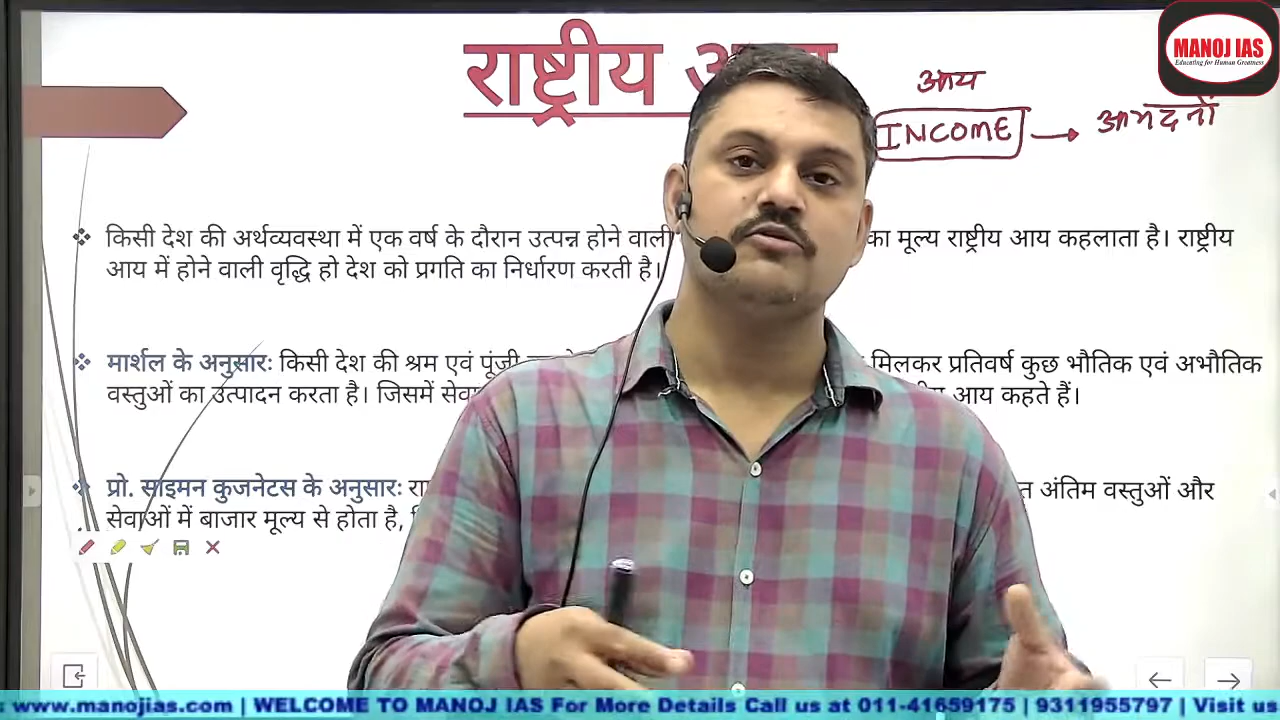 राष्ट्रीय
आय
INCOME → आमदनी
MANOJ IAS
Educating for Human Greatness
किसी देश की अर्थव्यवस्था में एक वर्ष के दौरान उत्पन्न होने वाली का मूल्य राष्ट्रीय आय कहलाता है। राष्ट्रीय
आय में होने वाली वृद्धि हो देश को प्रगति का निर्धारण करती है।
मार्शल के अनुसारः किसी देश की श्रम एवं पूंजी मिलकर प्रतिवर्ष कुछ भौतिक एवं अभौतिक
वस्तुओं का उत्पादन करता है। जिसमें आय कहते हैं।
प्रो. साइमन कुजनेटस के अनुसारः अंतिम वस्तुओं और
सेवाओं में बाजार मूल्य से होता है,
www.manojias.com | WELCOME TO MANOJ IAS For More Details Call us at 011-41659175 | 9311955797 | Visit us